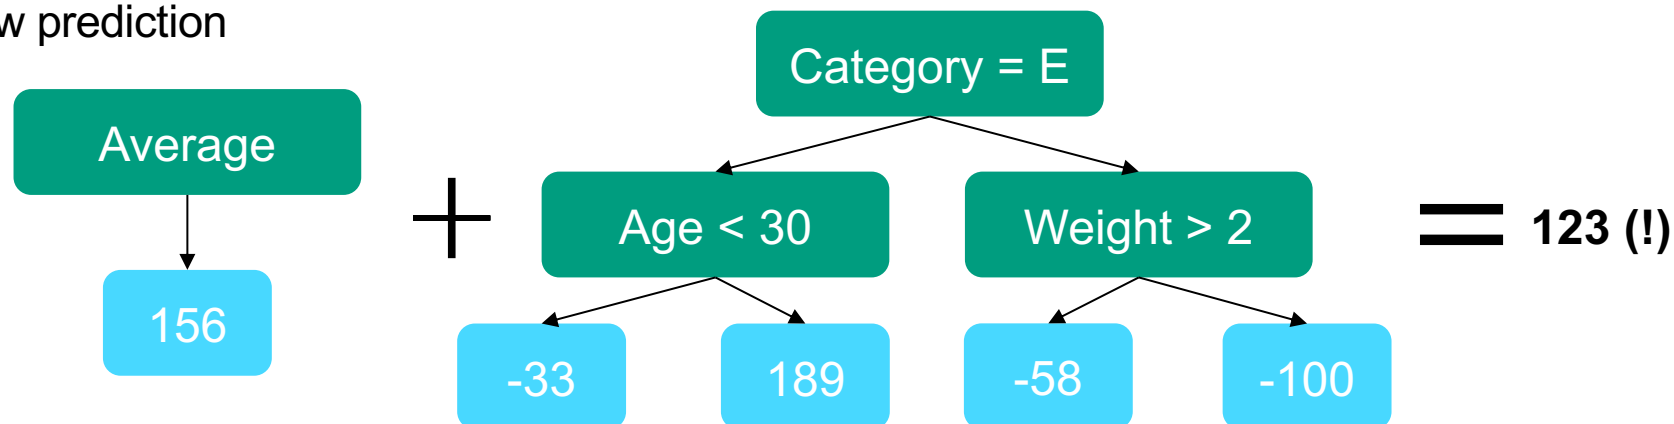 prediction
Category = E
Average
+
Age < 30
Weight > 2
= 123 (!)
156
-33
189
-58
-100